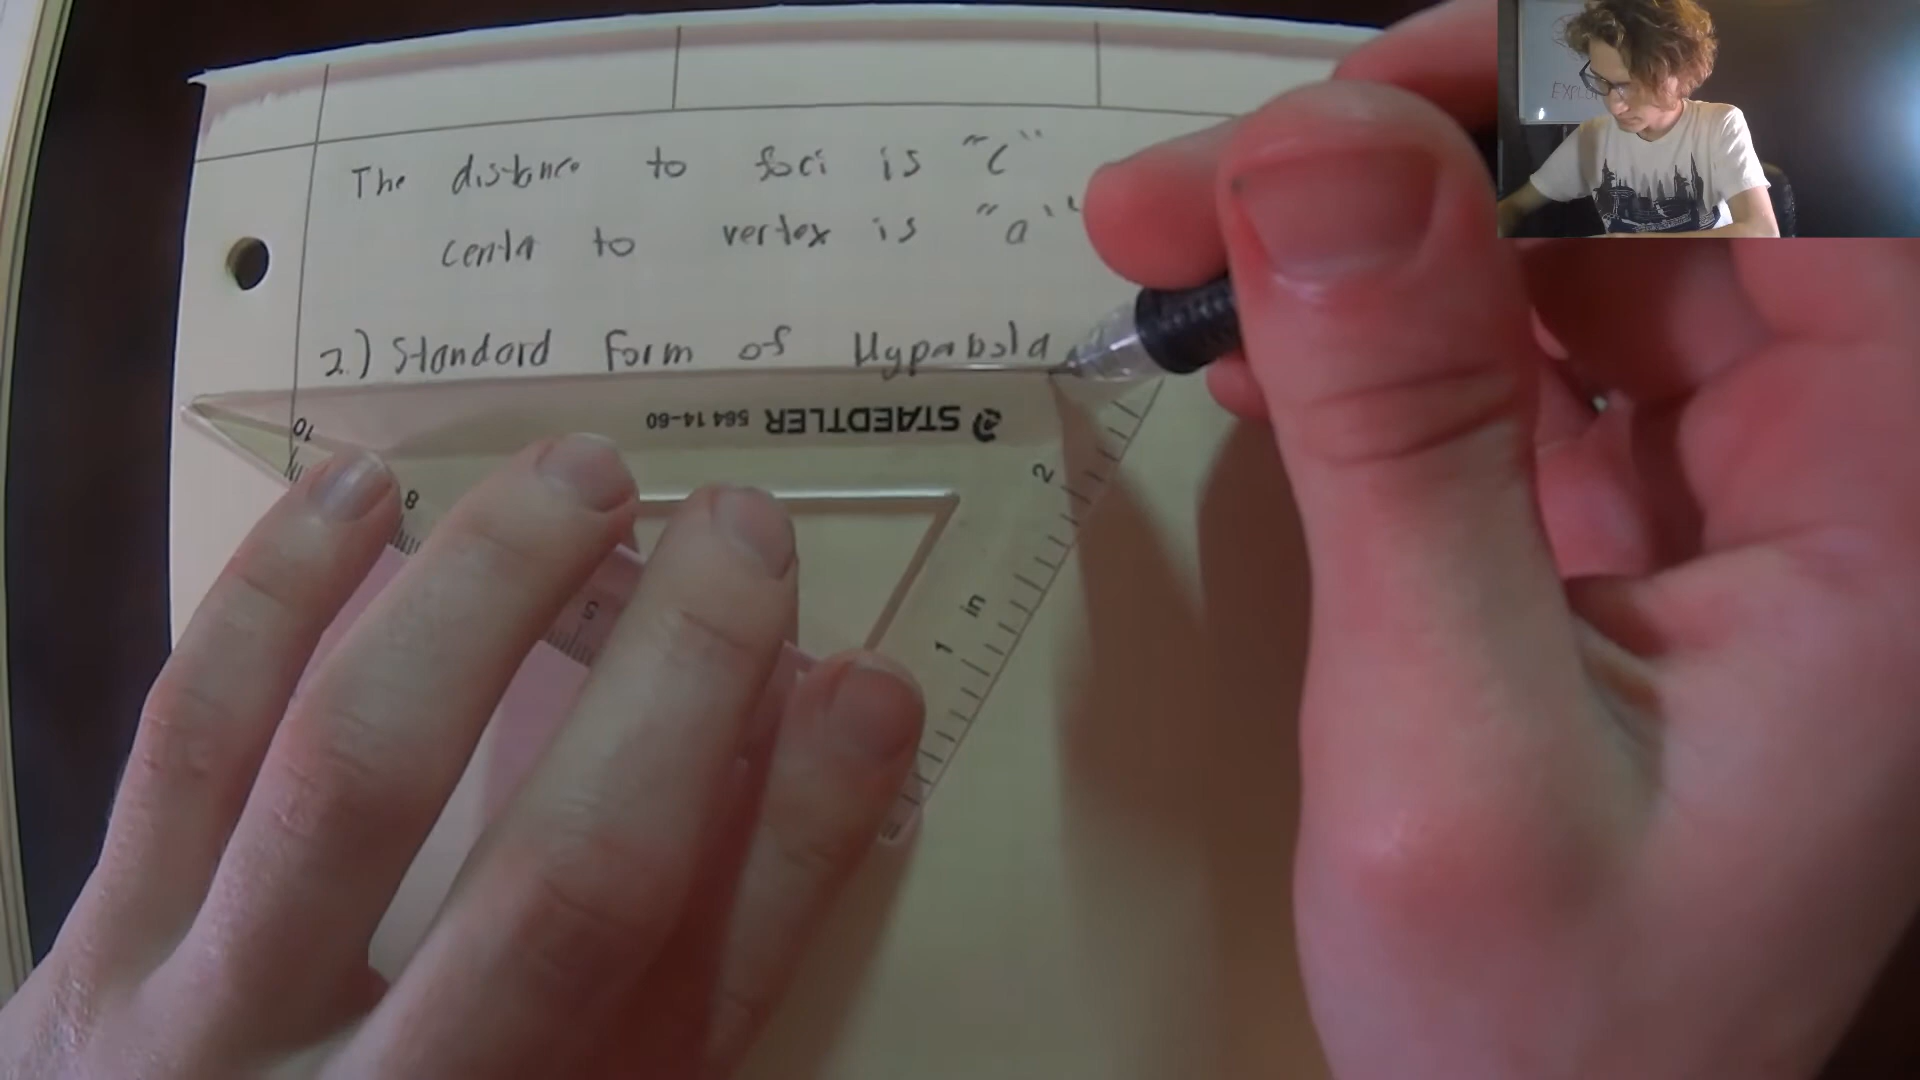 The distance to foci is "c"
center to vertex is "a"
2.) Standard Form of Hyperbola
STAEDTLER 564 14-60
10
8
5
2
1 in